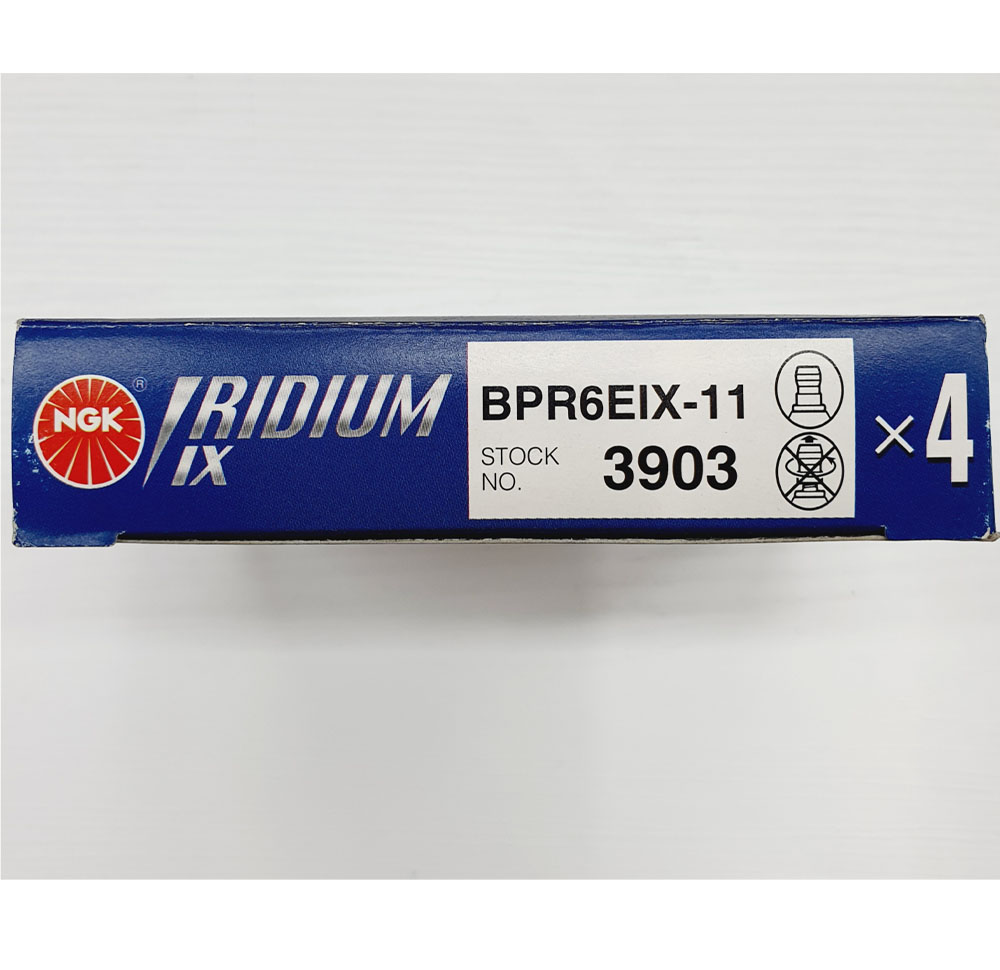 NGK ®
IRIDIUM
IX
BPR6EIX-11
STOCK
NO. 3903
×4